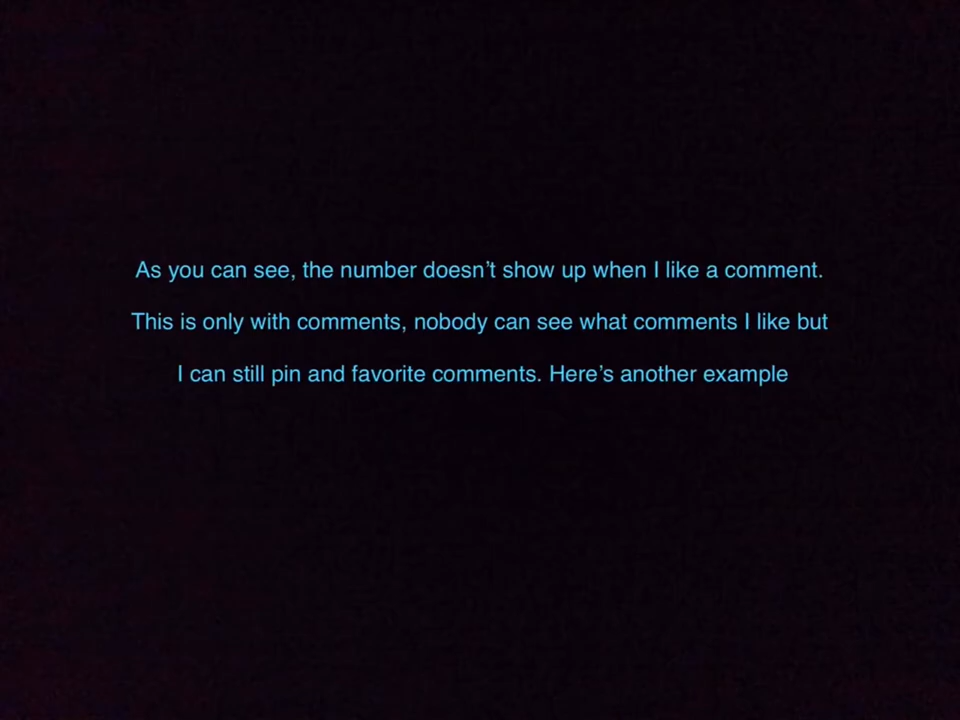 As you can see, the number doesn’t show up when I like a comment.
This is only with comments, nobody can see what comments I like but
I can still pin and favorite comments. Here’s another example